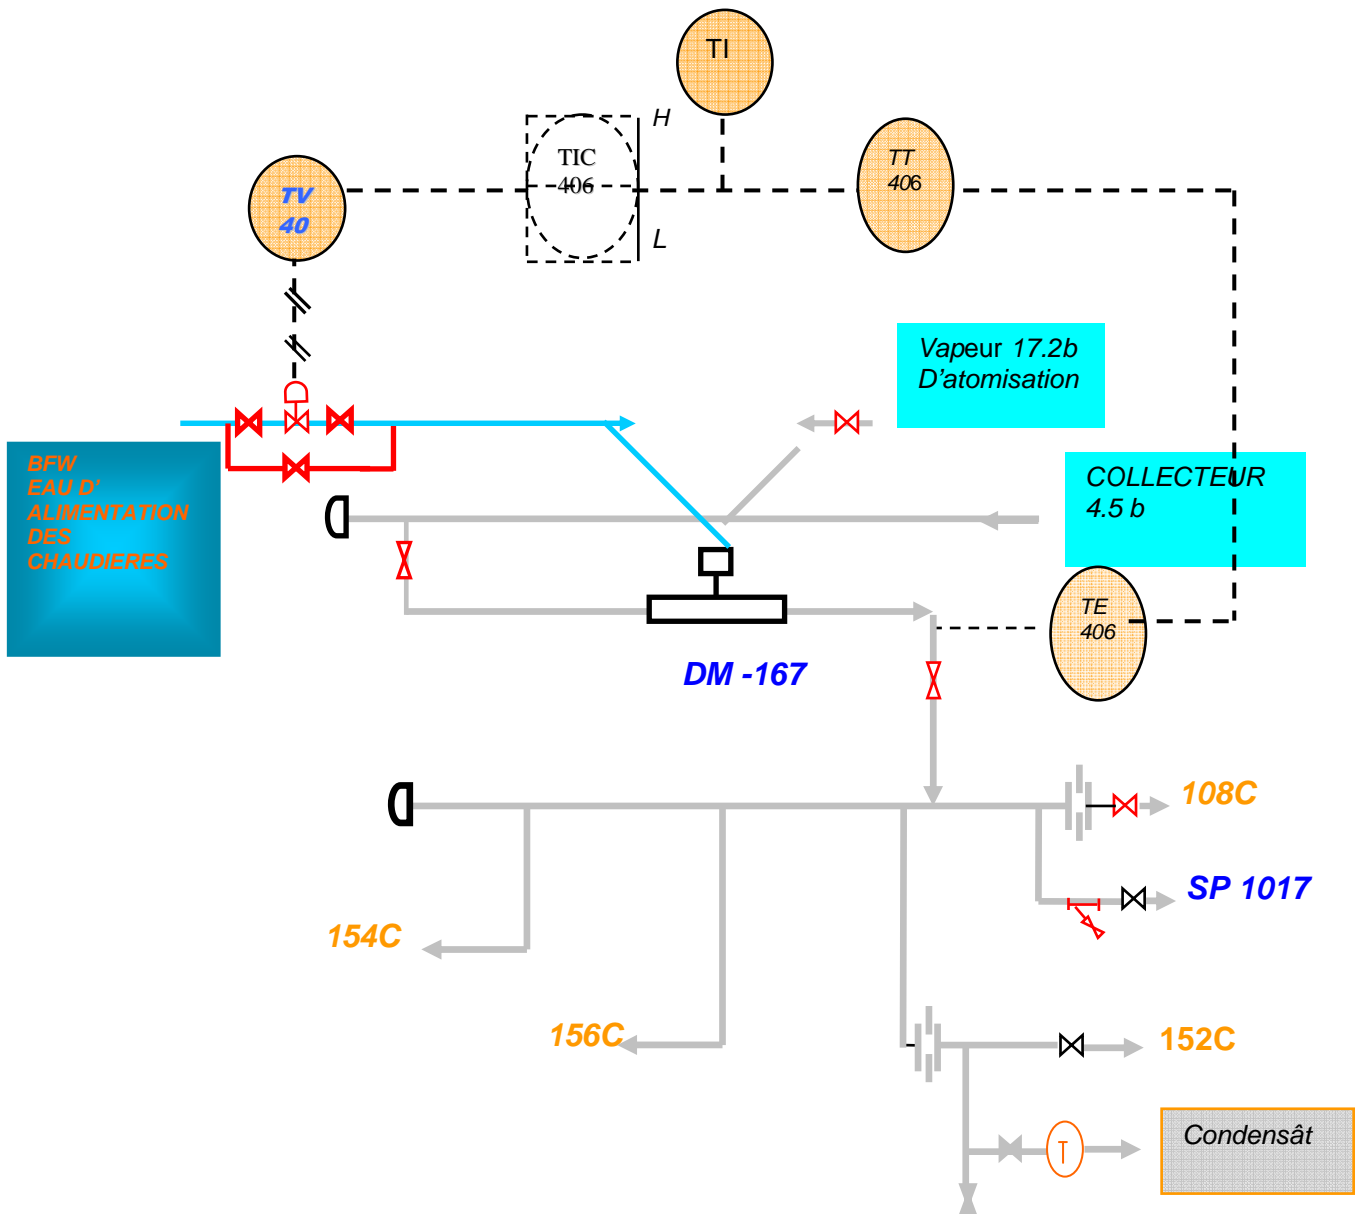 TI
H
TIC
406
L
TT
406
TV
40
Vapeur 17.2b
D'atomisation
BFW
EAU D'
ALIMENTATION
DES
CHAUDIERES
COLLECTEUR
4.5 b
TE
406
DM -167
108C
SP 1017
154C
156C
152C
T
Condensât